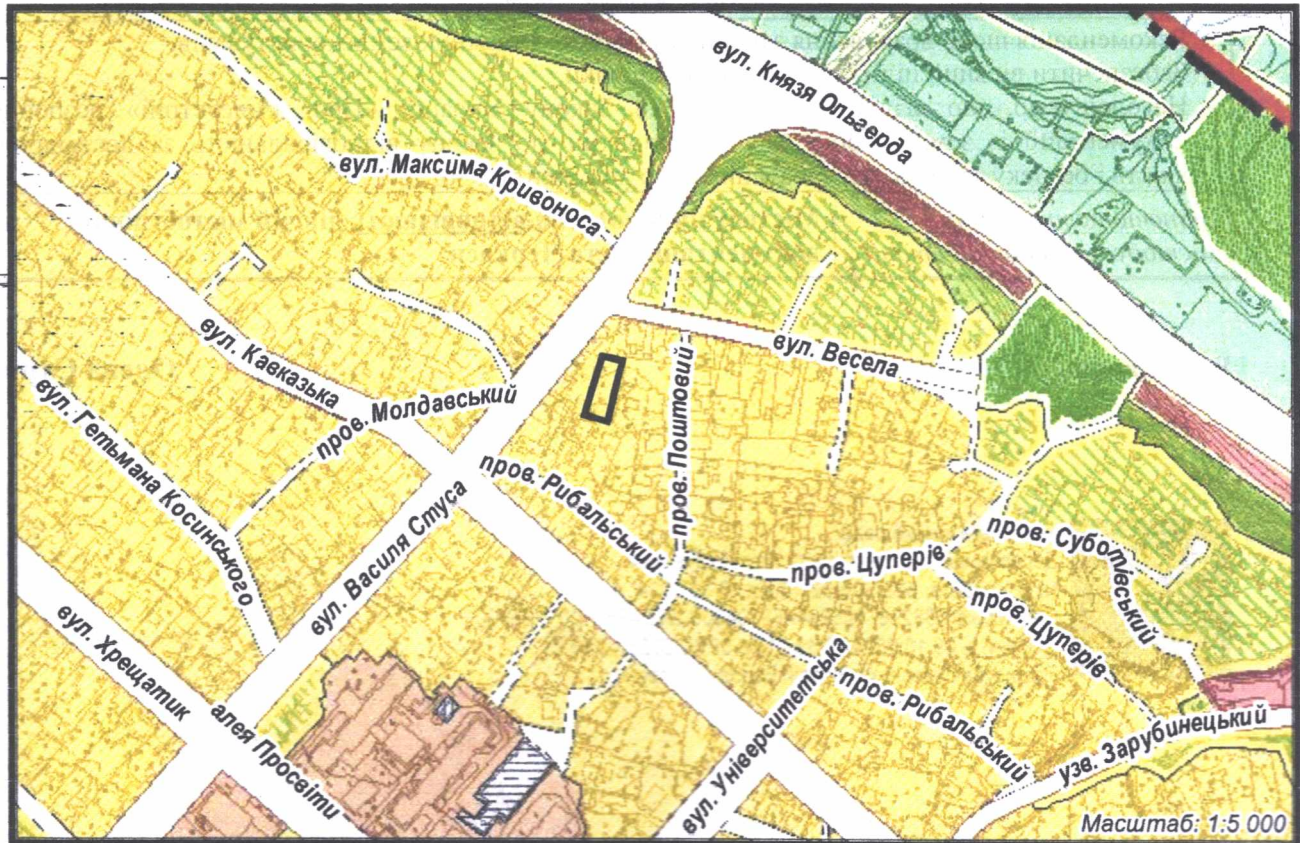 вул. Князя Ольгерда
вул. Максима Кривоноса
вул. Весела
вул. Кавказька
пров. Молдавський
пров. Поштовий
вул. Гетьмана Косинського
вул. Василя Стуса
пров. Рибальський
пров. Цуперів
пров. Суботівський
пров. Цуперів
вул. Хрещатик
алея Просвіти
вул. Університетська
пров. Рибальський
узв. Зарубинецький
Масштаб: 1:5 000